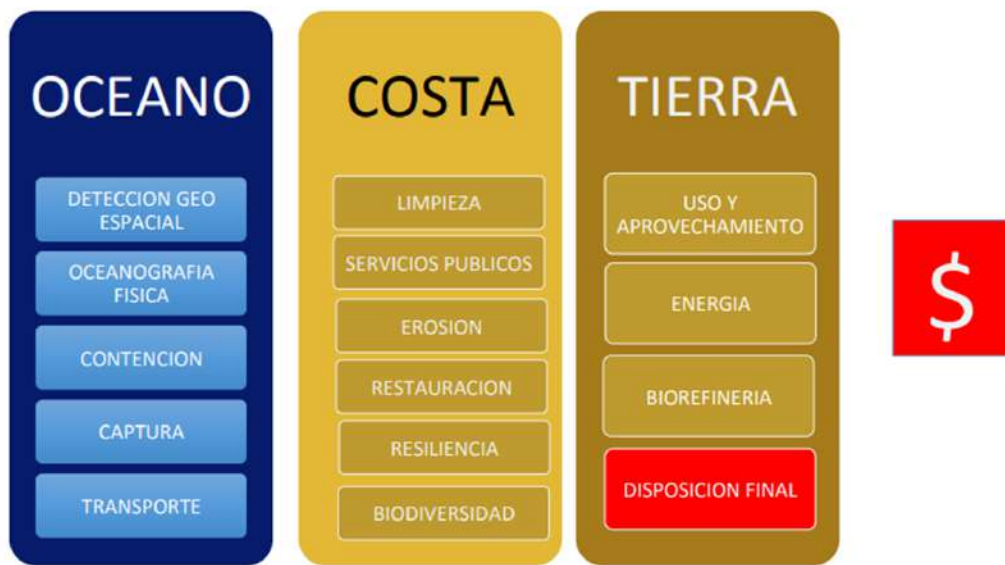 OCEANO
DETECCION GEO
ESPACIAL
OCEANOGRAFIA
FISICA
CONTENCION
CAPTURA
TRANSPORTE
COSTA
LIMPIEZA
SERVICIOS PUBLICOS
EROSION
RESTAURACION
RESILIENCIA
BIODIVERSIDAD
TIERRA
USO Y
APROVECHAMIENTO
ENERGIA
BIOREFINERIA
DISPOSICION FINAL
$